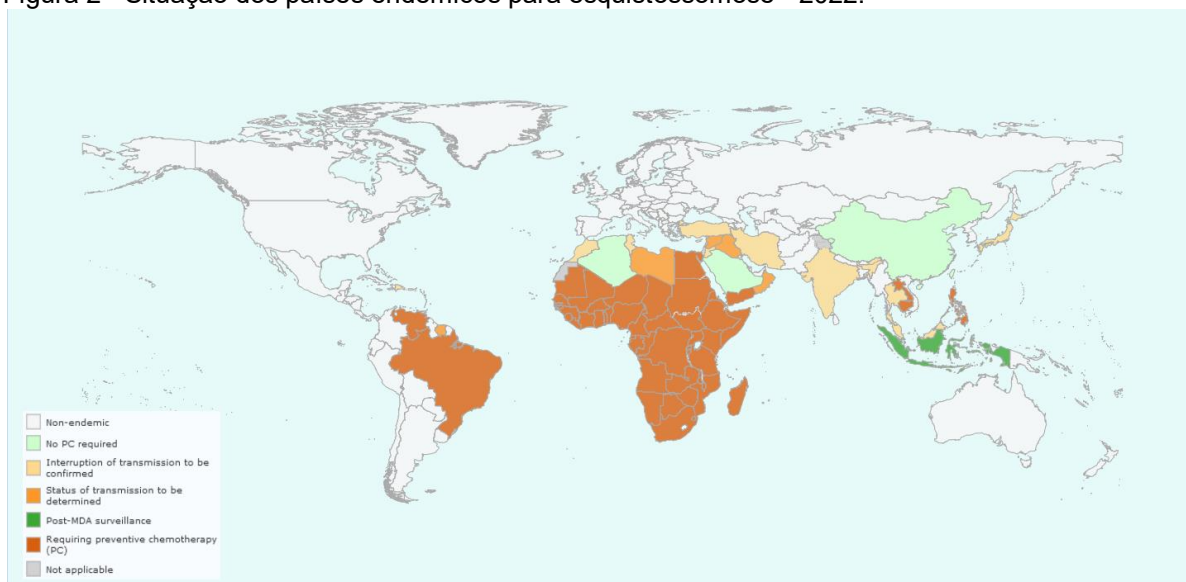 Figura 2 - Situação dos países endêmicos para esquistossomose - 2022.
Non-endemic
No PC required
Interruption of transmission to be
confirmed
Status of transmission to be
determined
Post-MDA surveillance
Requiring preventive chemotherapy
(PC)
Not applicable